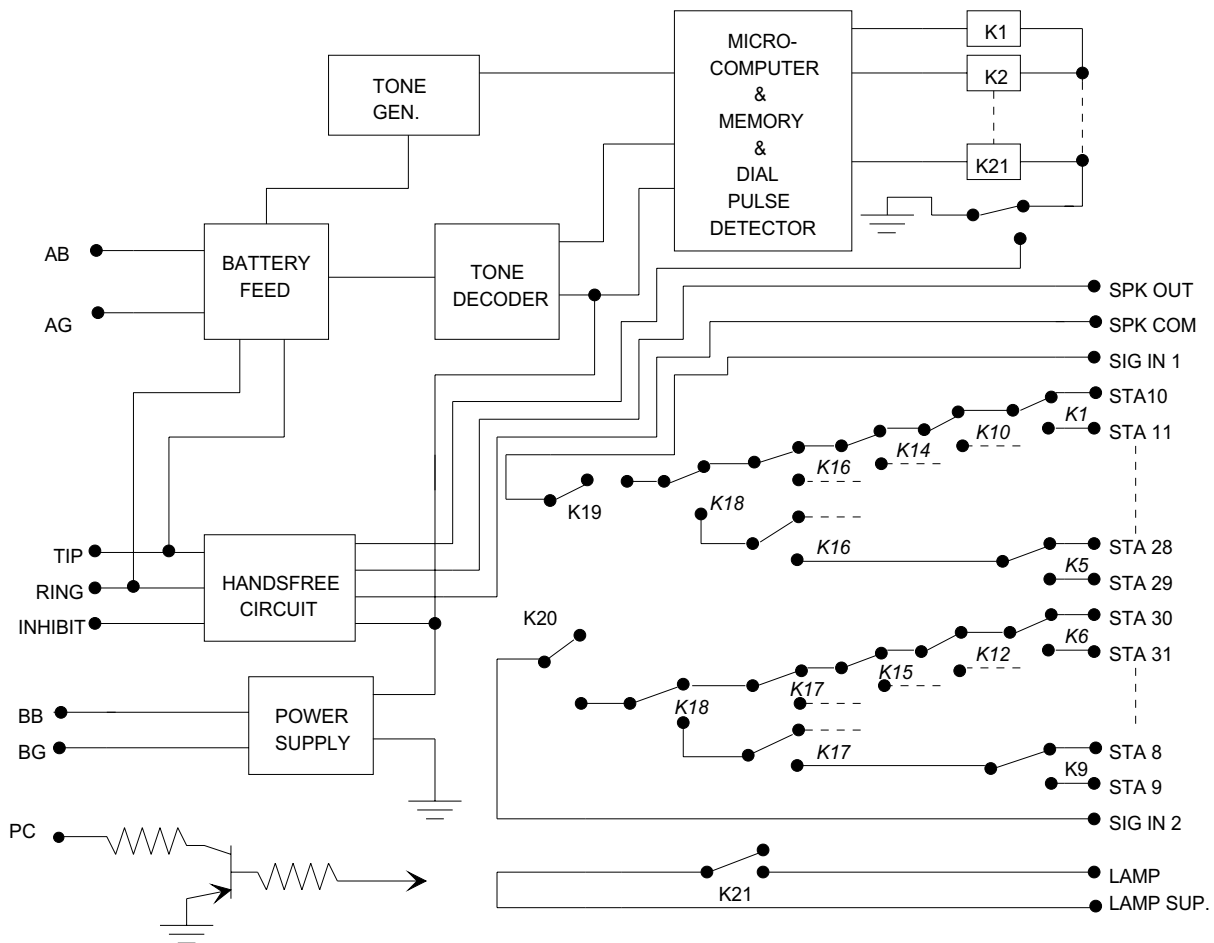 MICRO-
COMPUTER
&
MEMORY
&
DIAL
PULSE
DETECTOR
K1
K2
K21
TONE
GEN.
AB
AG
BATTERY
FEED
TONE
DECODER
SPK OUT
SPK COM
SIG IN 1
STA10
K1
STA 11
K10
K14
K16
K18
K19
K16
STA 28
K5
STA 29
TIP
RING
INHIBIT
HANDSFREE
CIRCUIT
K20
STA 30
K6
STA 31
K12
K15
K17
K18
K17
STA 8
K9
STA 9
SIG IN 2
BB
BG
POWER
SUPPLY
PC
K21
LAMP
LAMP SUP.